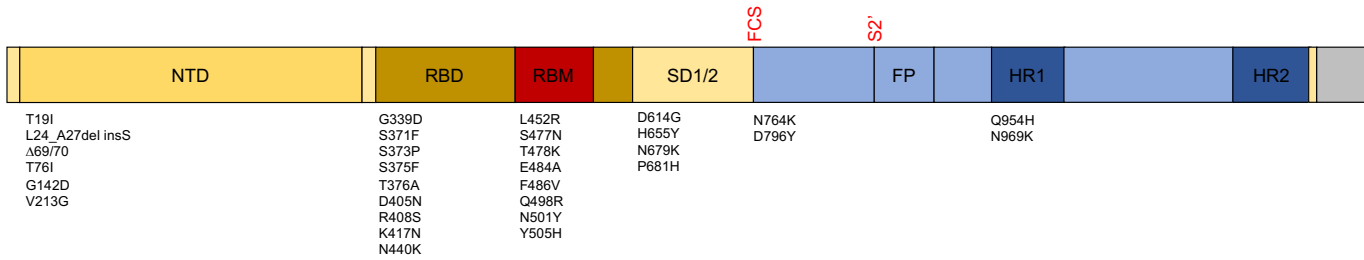 FCS
S2'
NTD
RBD
RBM
SD1/2
FP
HR1
HR2
T19I
L24_A27del insS
Δ69/70
T76I
G142D
V213G
G339D
S371F
S373P
S375F
T376A
D405N
R408S
K417N
N440K
L452R
S477N
T478K
E484A
F486V
Q498R
N501Y
Y505H
D614G
H655Y
N679K
P681H
N764K
D796Y
Q954H
N969K